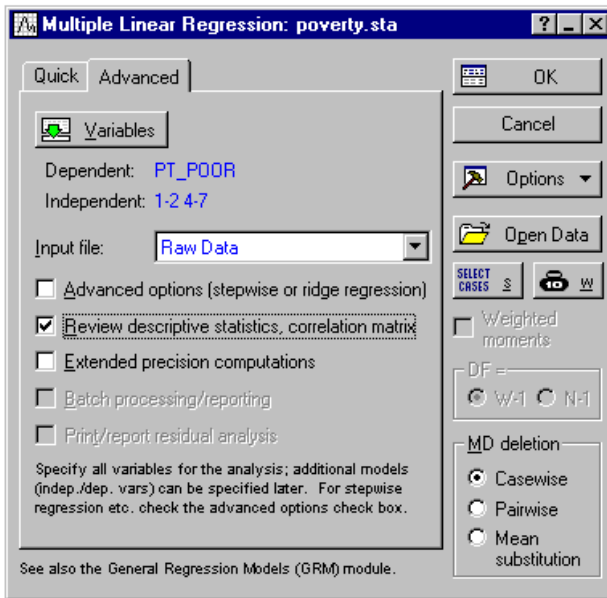 Multiple Linear Regression: poverty.sta
Quick
Advanced
Variables
Dependent: PT_POOR
Independent: 1-2 4-7
Input file: Raw Data
Advanced options (stepwise or ridge regression)
Review descriptive statistics, correlation matrix
Extended precision computations
Batch processing/reporting
Print/report residual analysis
Specify all variables for the analysis; additional models
(indep./dep. vars) can be specified later. For stepwise
regression etc. check the advanced options check box.
See also the General Regression Models (GRM) module.
OK
Cancel
Options
Open Data
SELECT
CASES S
W
Weighted
moments
DF =
W-1 N-1
MD deletion
Casewise
Pairwise
Mean
substitution